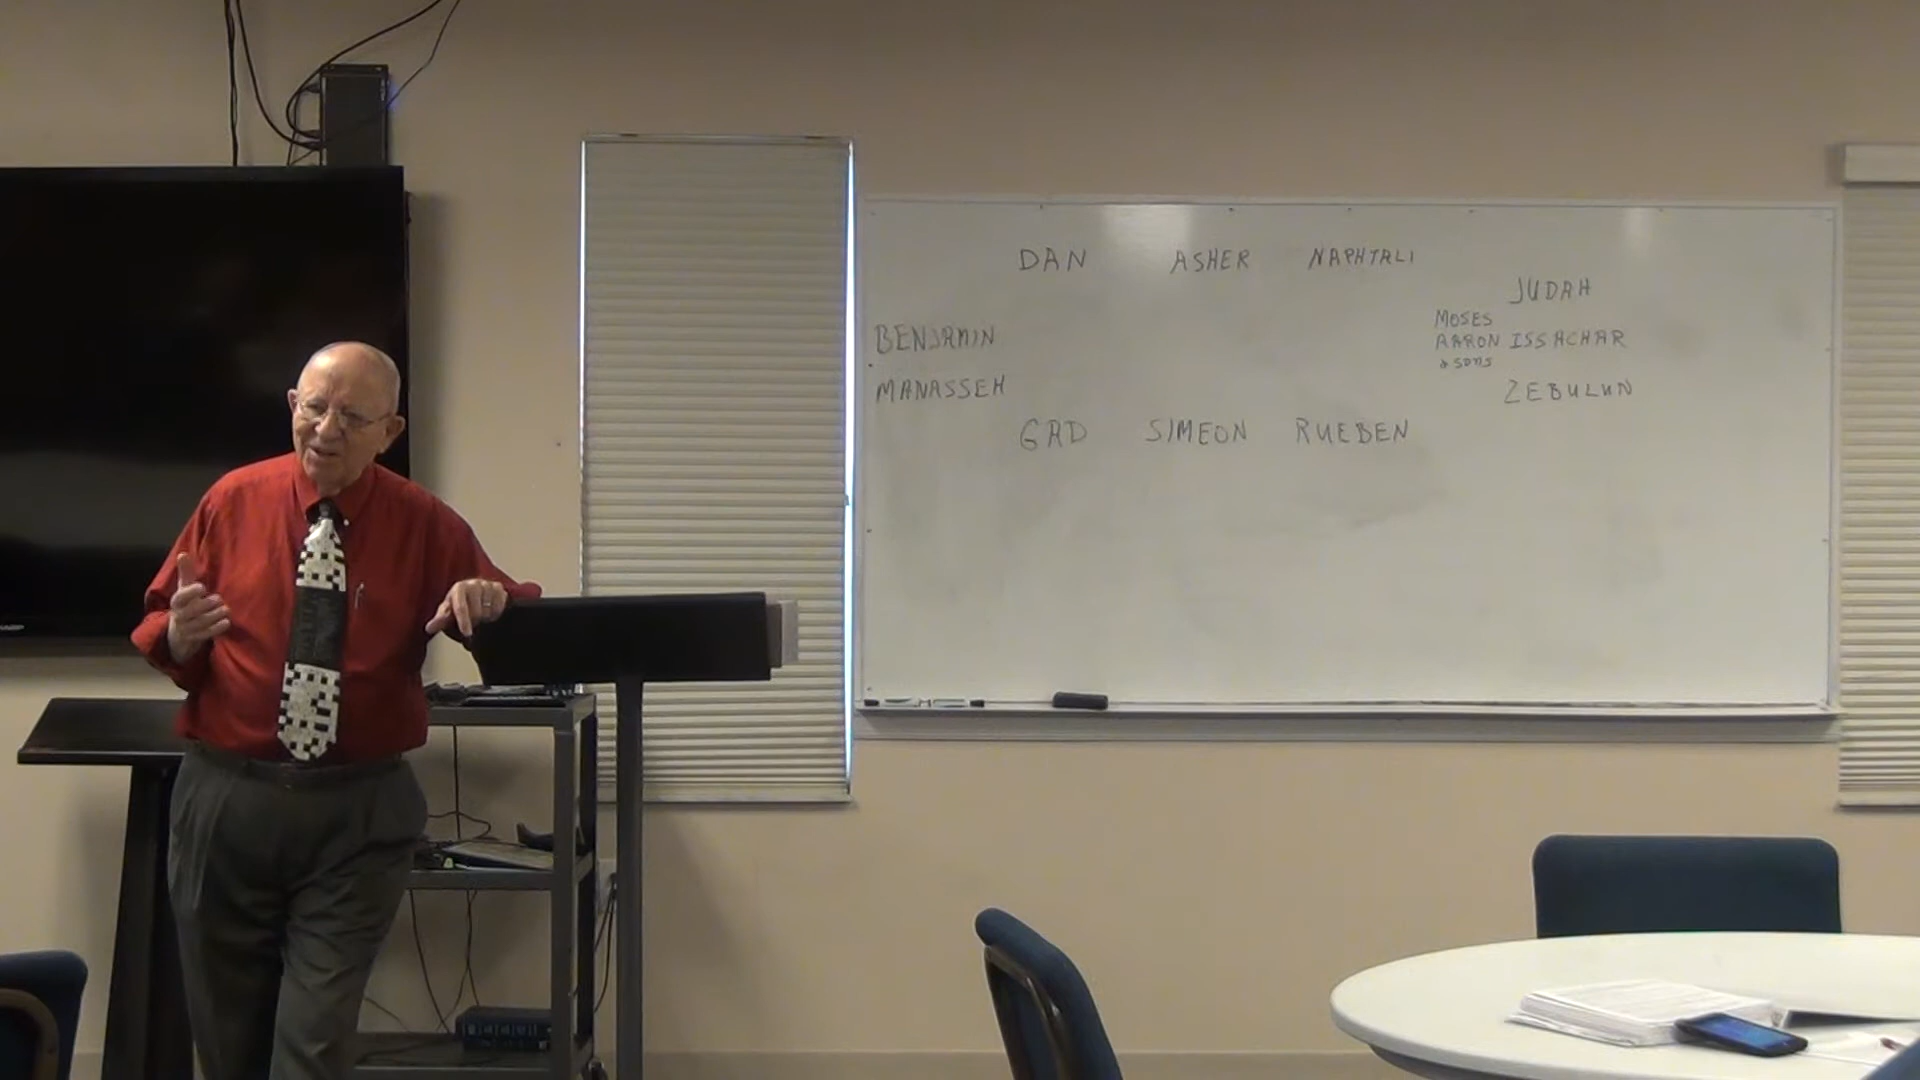 DAN ASHER NAPHTALI
JUDAH
MOSES
BENJAMIN AARON ISSACHAR
& SONS
MANASSEH ZEBULUN
GAD SIMEON RUEBEN